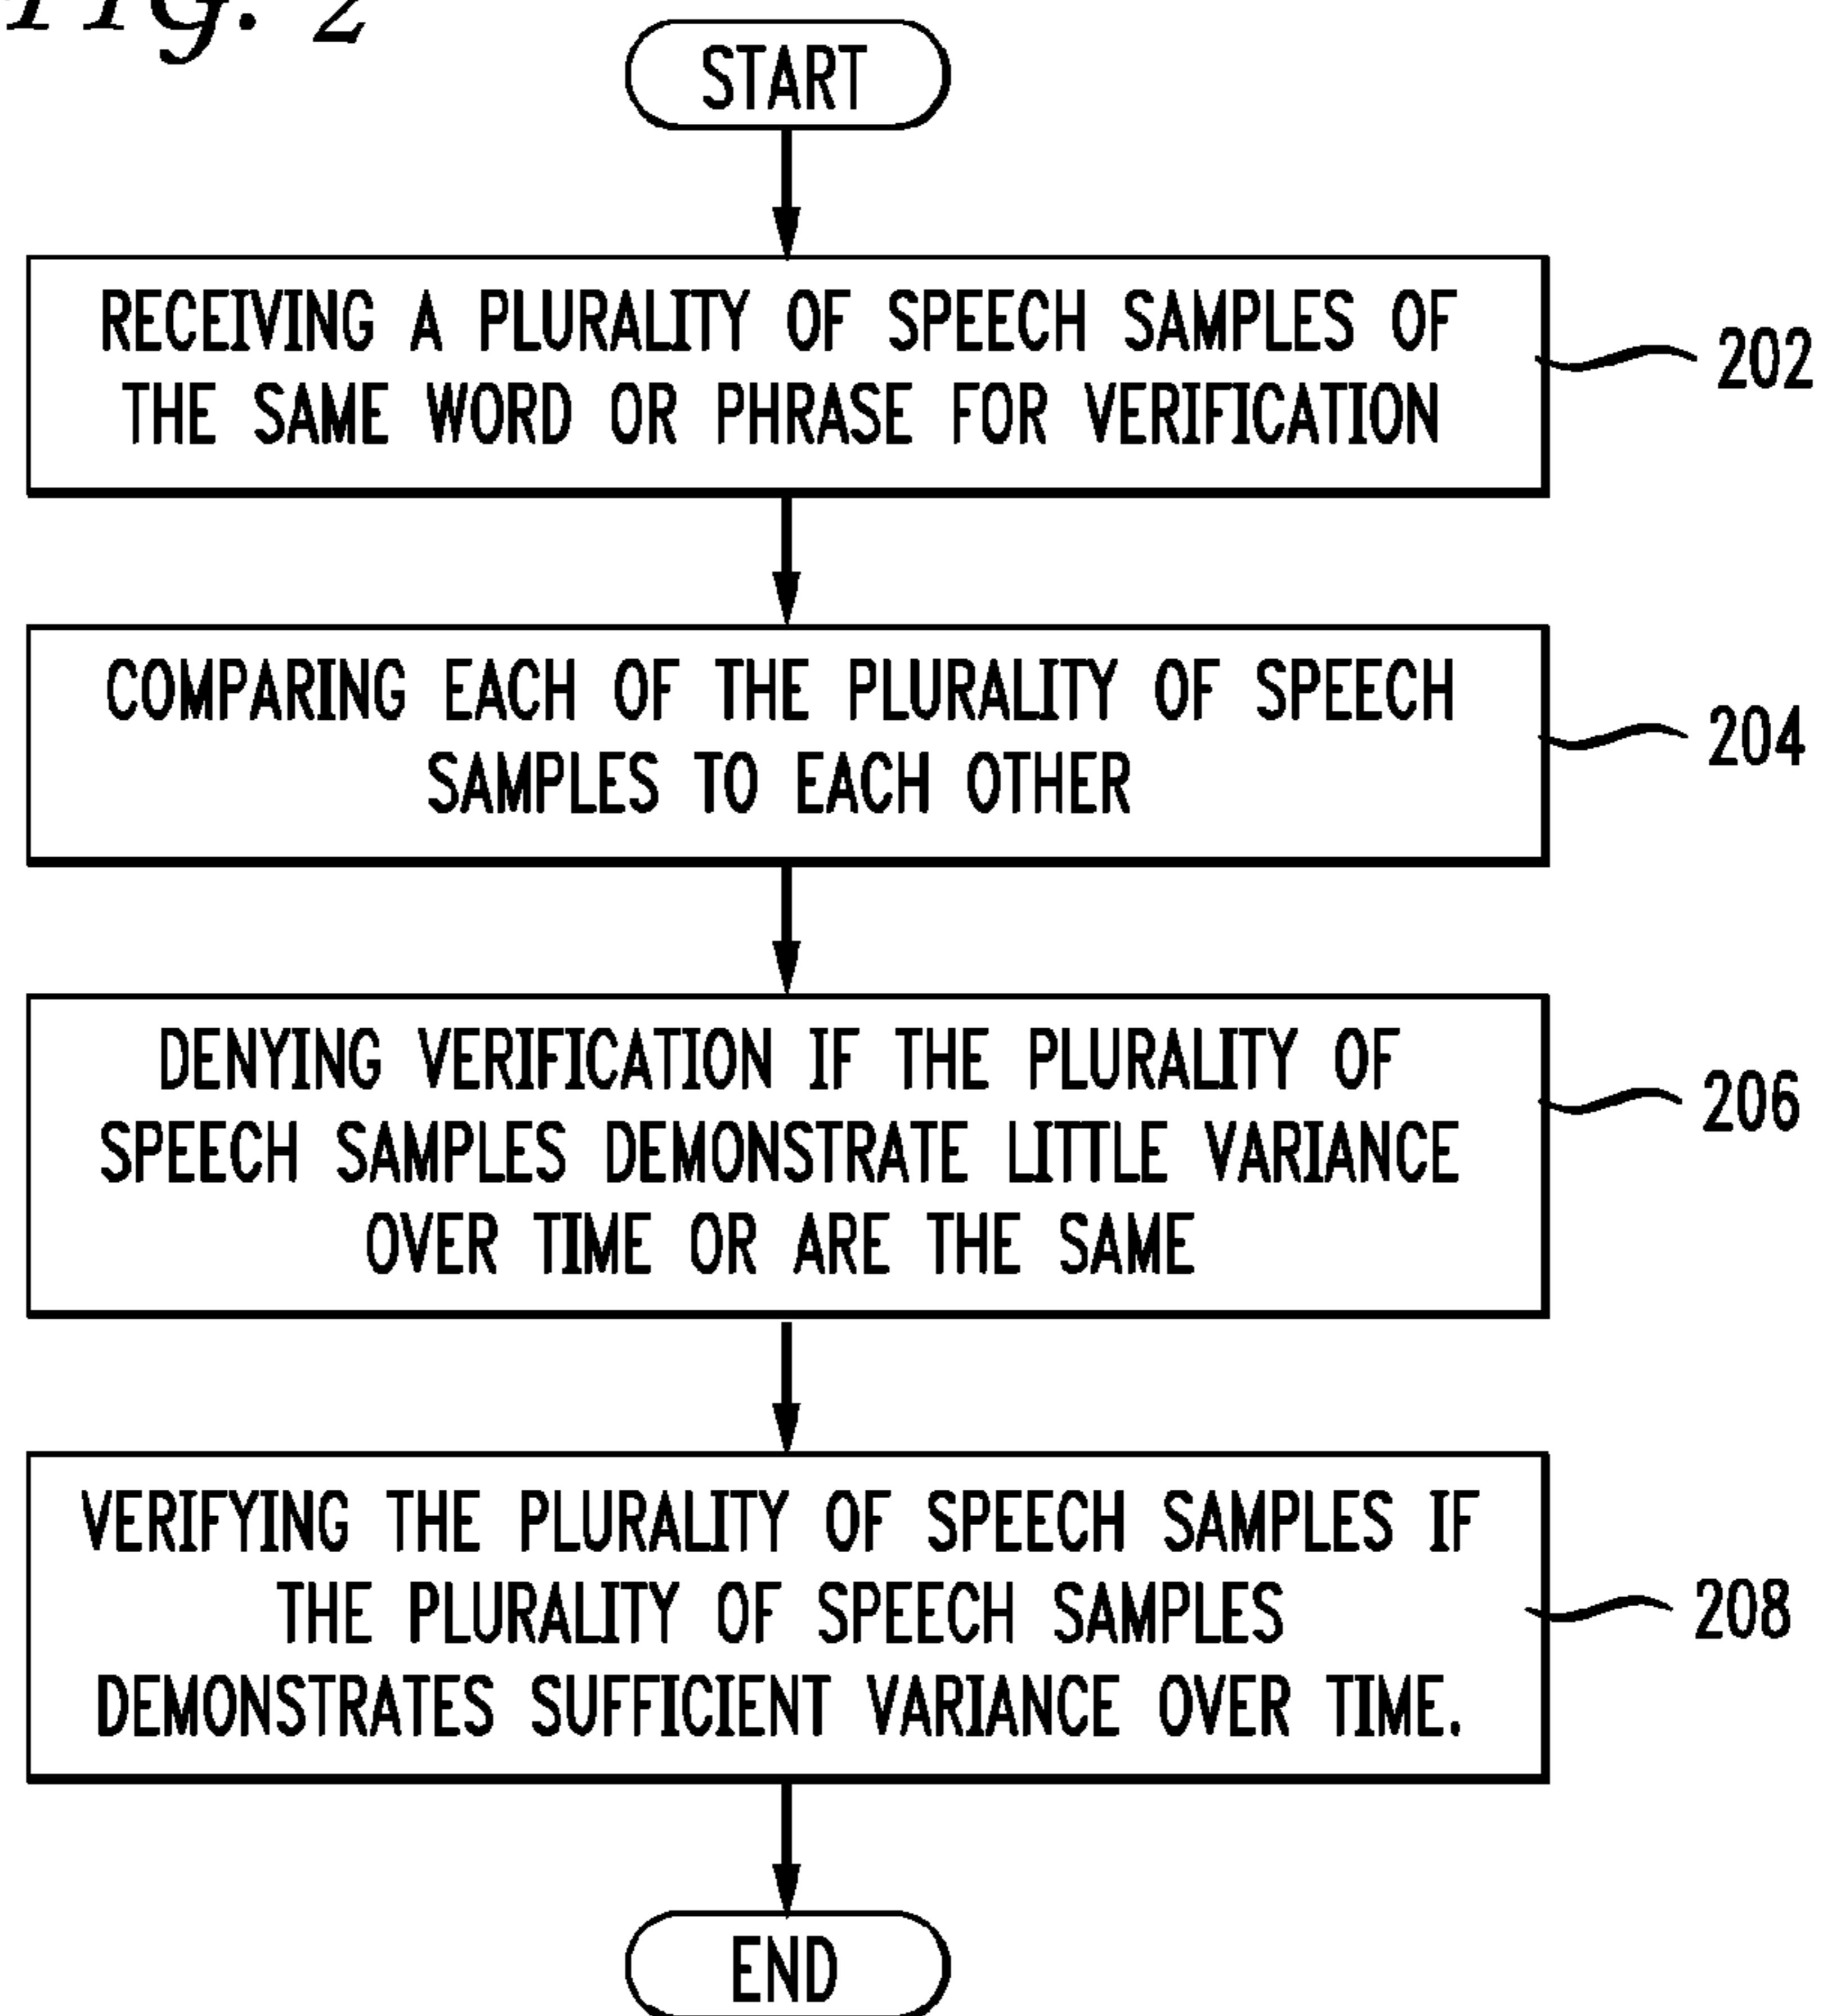 FIG. 2
START
RECEIVING A PLURALITY OF SPEECH SAMPLES OF
THE SAME WORD OR PHRASE FOR VERIFICATION
202
COMPARING EACH OF THE PLURALITY OF SPEECH
SAMPLES TO EACH OTHER
204
DENYING VERIFICATION IF THE PLURALITY OF
SPEECH SAMPLES DEMONSTRATE LITTLE VARIANCE
OVER TIME OR ARE THE SAME
206
VERIFYING THE PLURALITY OF SPEECH SAMPLES IF
THE PLURALITY OF SPEECH SAMPLES
DEMONSTRATES SUFFICIENT VARIANCE OVER TIME.
208
END